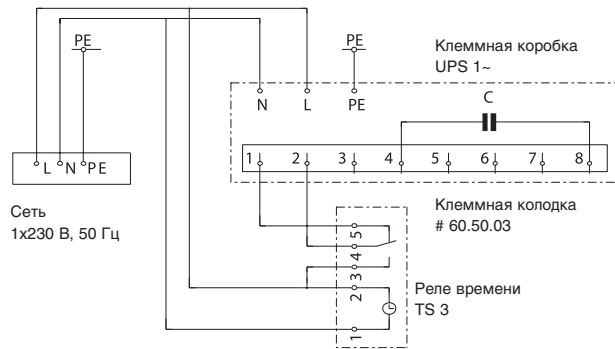 PE
PE
Клеммная коробка
UPS 1~
N L PE
C
1 2 3 4 5 6 7 8
L N PE
Сеть
1x230 В, 50 Гц
Клеммная колодка
# 60.50.03
5
4
3
2
1
Реле времени
TS 3